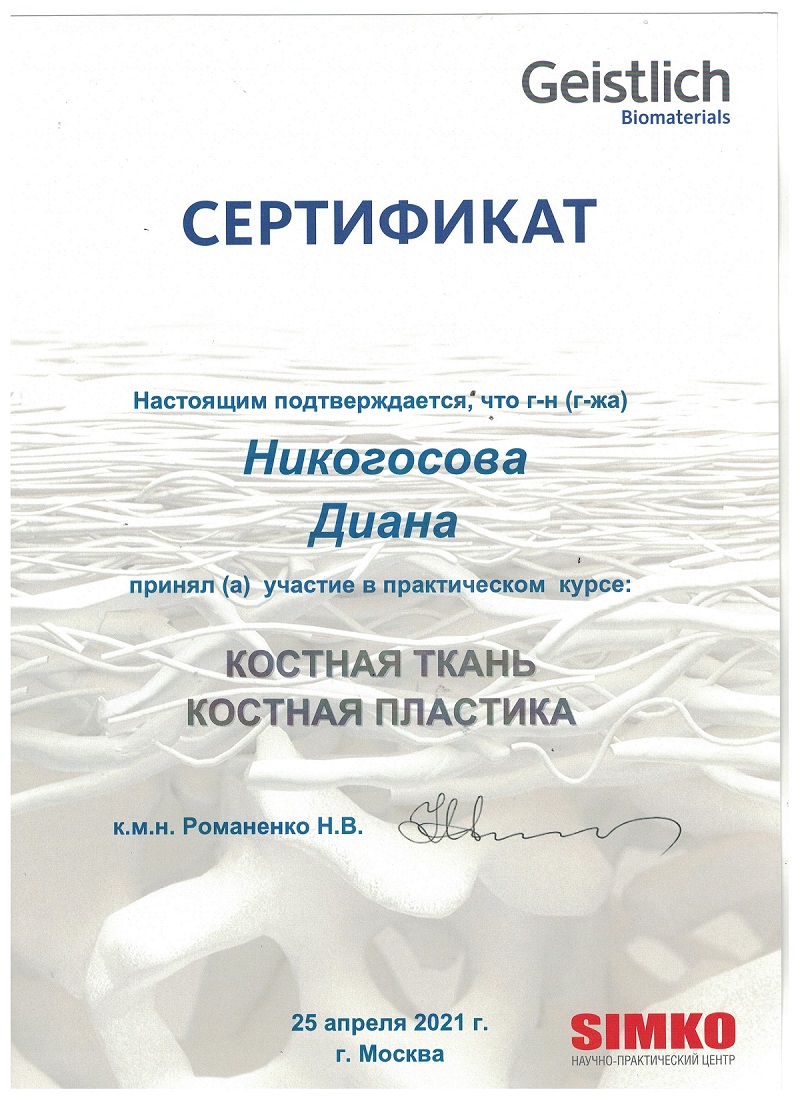 Geistlich
Biomaterials
СЕРТИФИКАТ
Настоящим подтверждается, что г-н (г-жа)
Никогосова
Диана
принял (а) участие в практическом курсе:
КОСТНАЯ ТКАНЬ
КОСТНАЯ ПЛАСТИКА
к.м.н. Романенко Н.В.
25 апреля 2021 г.
г. Москва
SIMKO
НАУЧНО-ПРАКТИЧЕСКИЙ ЦЕНТР